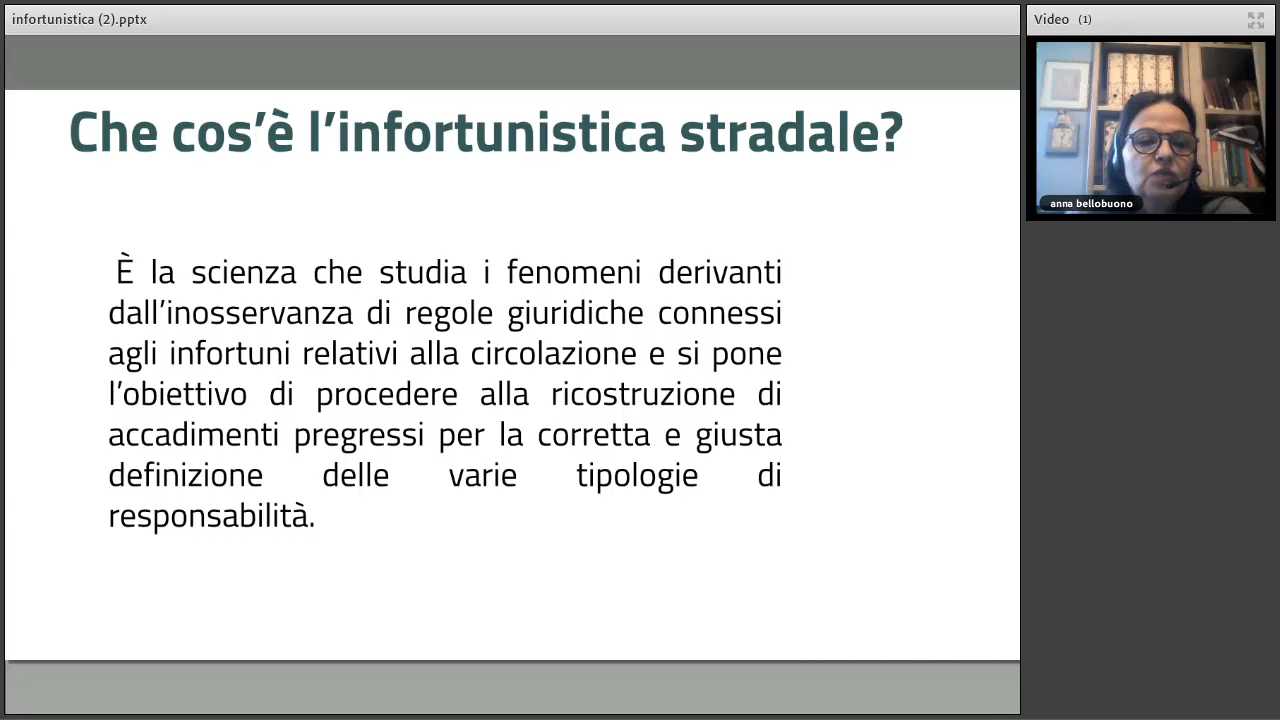 infortunistica (2).pptx
Video (1)
Che cos’è l’infortunistica stradale?
È la scienza che studia i fenomeni derivanti
dall’inosservanza di regole giuridiche connessi
agli infortuni relativi alla circolazione e si pone
l’obiettivo di procedere alla ricostruzione di
accadimenti pregressi per la corretta e giusta
definizione delle varie tipologie di
responsabilità.
anna bellobuono